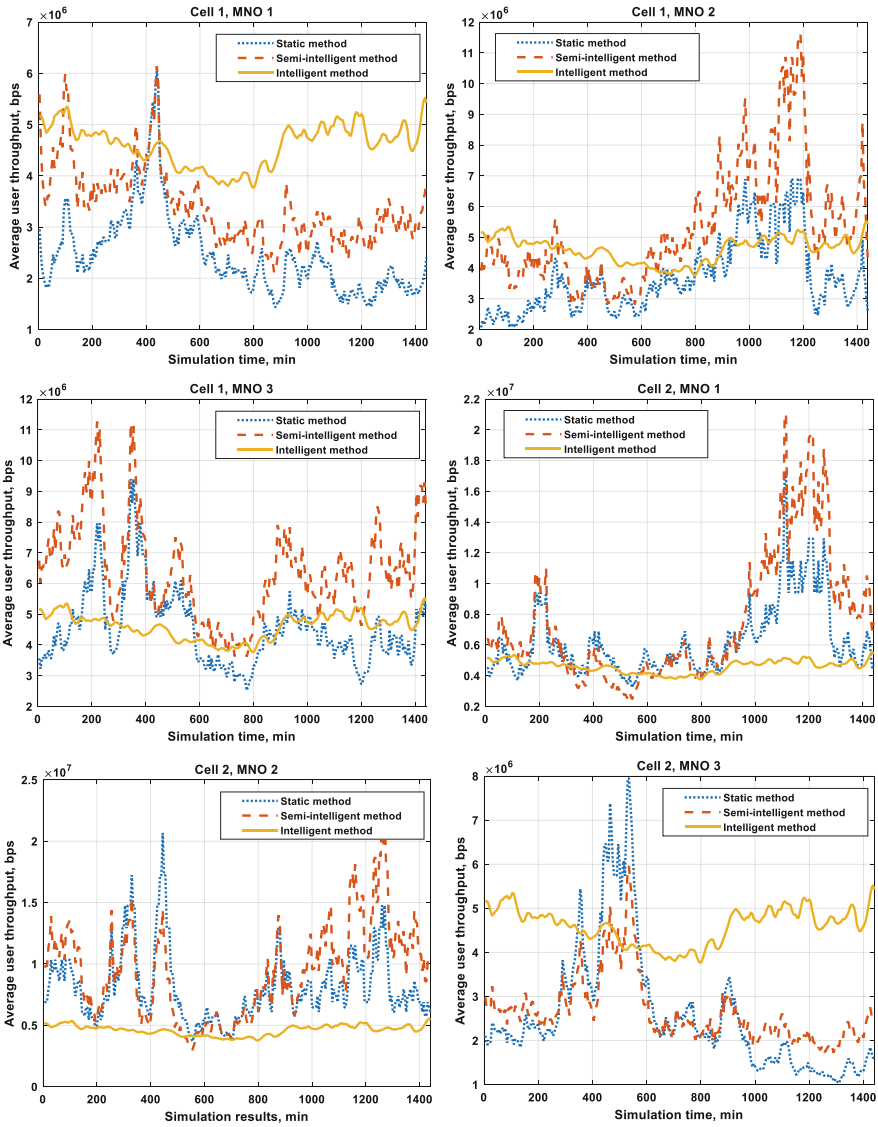 Cell 1, MNO 1
×10⁶
7
6
5
4
3
2
1
0 200 400 600 800 1000 1200 1400
Average user throughput, bps
Simulation time, min
Static method
Semi-intelligent method
Intelligent method
Cell 1, MNO 2
×10⁶
12
11
10
9
8
7
6
5
4
3
2
0 200 400 600 800 1000 1200 1400
Average user throughput, bps
Simulation time, min
Static method
Semi-intelligent method
Intelligent method
Cell 1, MNO 3
×10⁶
12
11
10
9
8
7
6
5
4
3
2
0 200 400 600 800 1000 1200 1400
Average user throughput, bps
Simulation time, min
Static method
Semi-intelligent method
Intelligent method
Cell 2, MNO 1
×10⁷
2.2
2
1.8
1.6
1.4
1.2
1
0.8
0.6
0.4
0.2
0 200 400 600 800 1000 1200 1400
Average user throughput, bps
Simulation time, min
Static method
Semi-intelligent method
Intelligent method
Cell 2, MNO 2
×10⁷
2.5
2
1.5
1
0.5
0
0 200 400 600 800 1000 1200 1400
Average user throughput, bps
Simulation results, min
Static method
Semi-intelligent method
Intelligent method
Cell 2, MNO 3
×10⁶
8
7
6
5
4
3
2
1
0 200 400 600 800 1000 1200 1400
Average user throughput, bps
Simulation time, min
Static method
Semi-intelligent method
Intelligent method